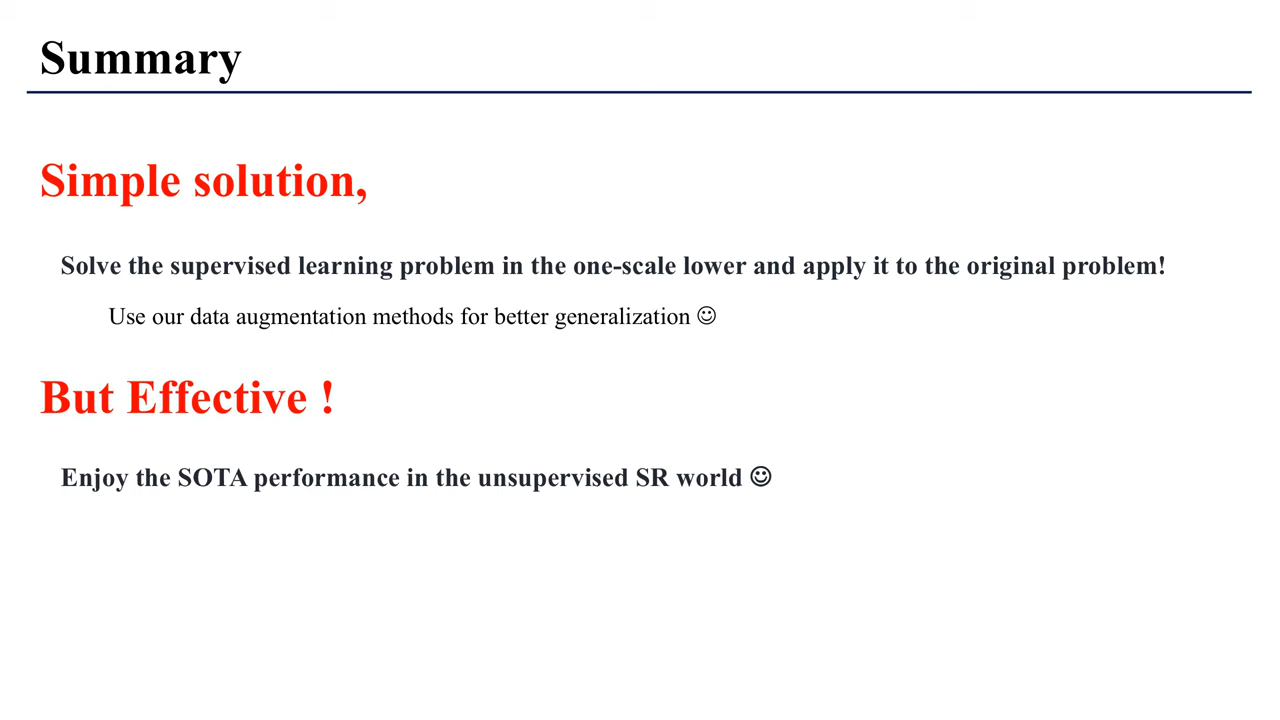 Summary
Simple solution,
Solve the supervised learning problem in the one-scale lower and apply it to the original problem!
Use our data augmentation methods for better generalization ☺
But Effective !
Enjoy the SOTA performance in the unsupervised SR world ☺